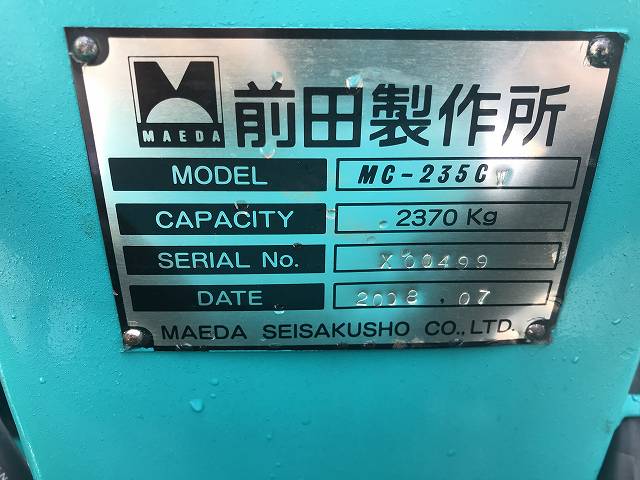 MAEDA 前田製作所
MODEL MC-235C
CAPACITY 2370 Kg
SERIAL No. X00499
DATE 2008.07
MAEDA SEISAKUSHO CO.,LTD.